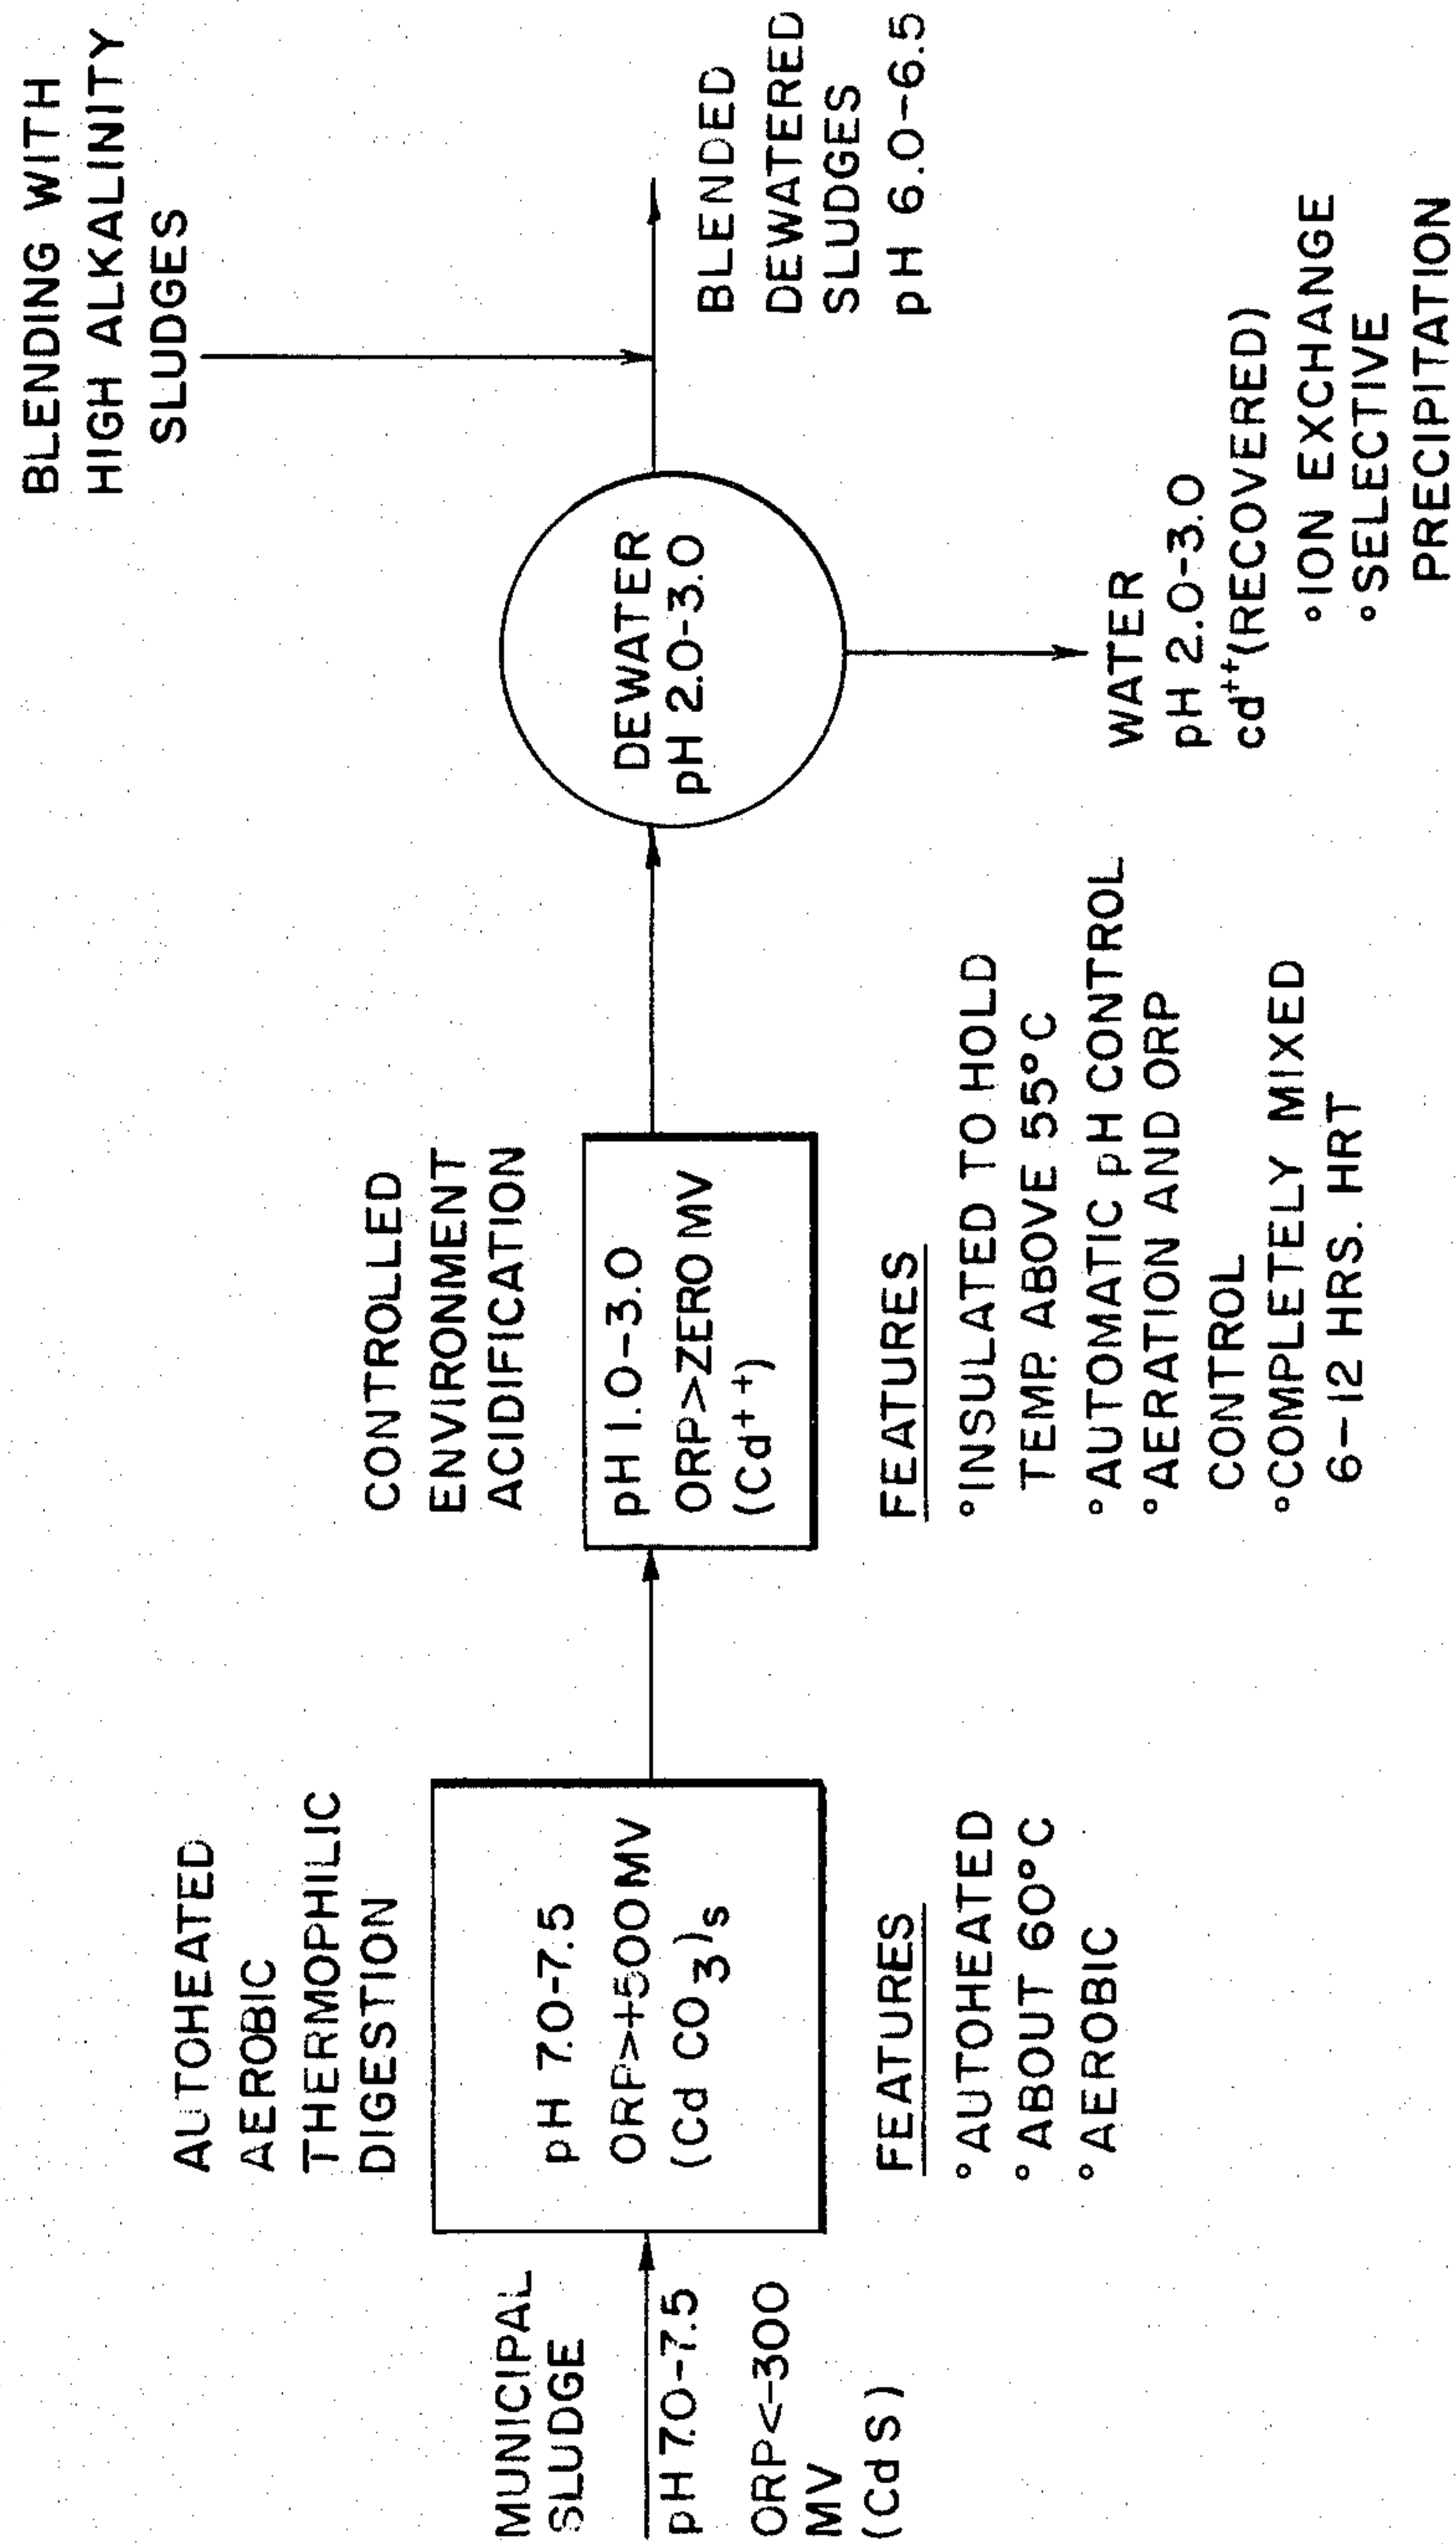 MUNICIPAL
SLUDGE
pH 7.0-7.5
ORP<-300
MV
(Cd S)
AUTOHEATED
AEROBIC
THERMOPHILIC
DIGESTION
pH 7.0-7.5
ORP>+500MV
(Cd CO3)s
FEATURES
°AUTOHEATED
°ABOUT 60°C
°AEROBIC
CONTROLLED
ENVIRONMENT
ACIDIFICATION
pH 1.0-3.0
ORP>ZERO MV
(Cd++)
FEATURES
°INSULATED TO HOLD
TEMP. ABOVE 55°C
°AUTOMATIC pH CONTROL
°AERATION AND ORP
CONTROL
°COMPLETELY MIXED
6-12 HRS. HRT
DEWATER
pH 2.0-3.0
WATER
pH 2.0-3.0
cd++(RECOVERED)
°ION EXCHANGE
°SELECTIVE
PRECIPITATION
BLENDING WITH
HIGH ALKALINITY
SLUDGES
BLENDED
DEWATERED
SLUDGES
pH 6.0-6.5